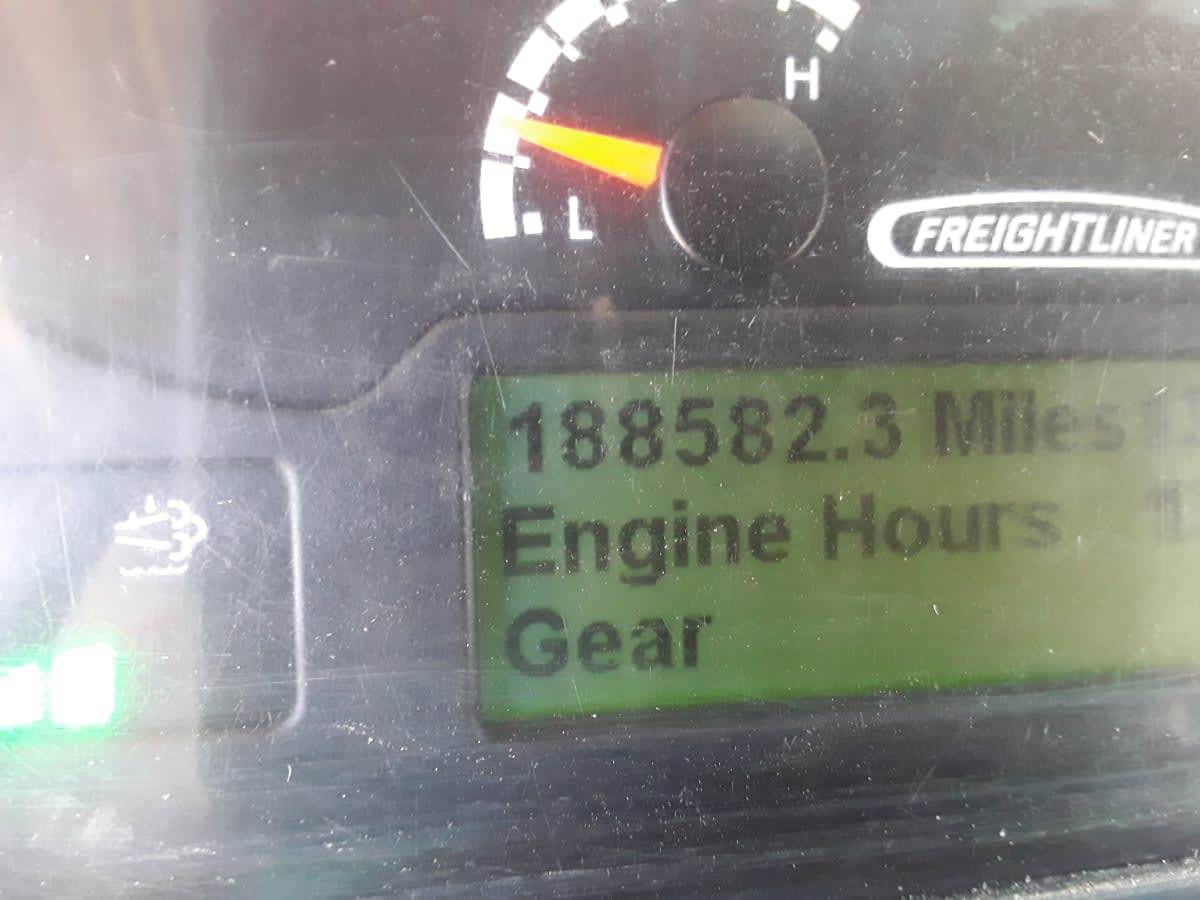 H
L
FREIGHTLINER
188582.3 Miles
Engine Hours
Gear